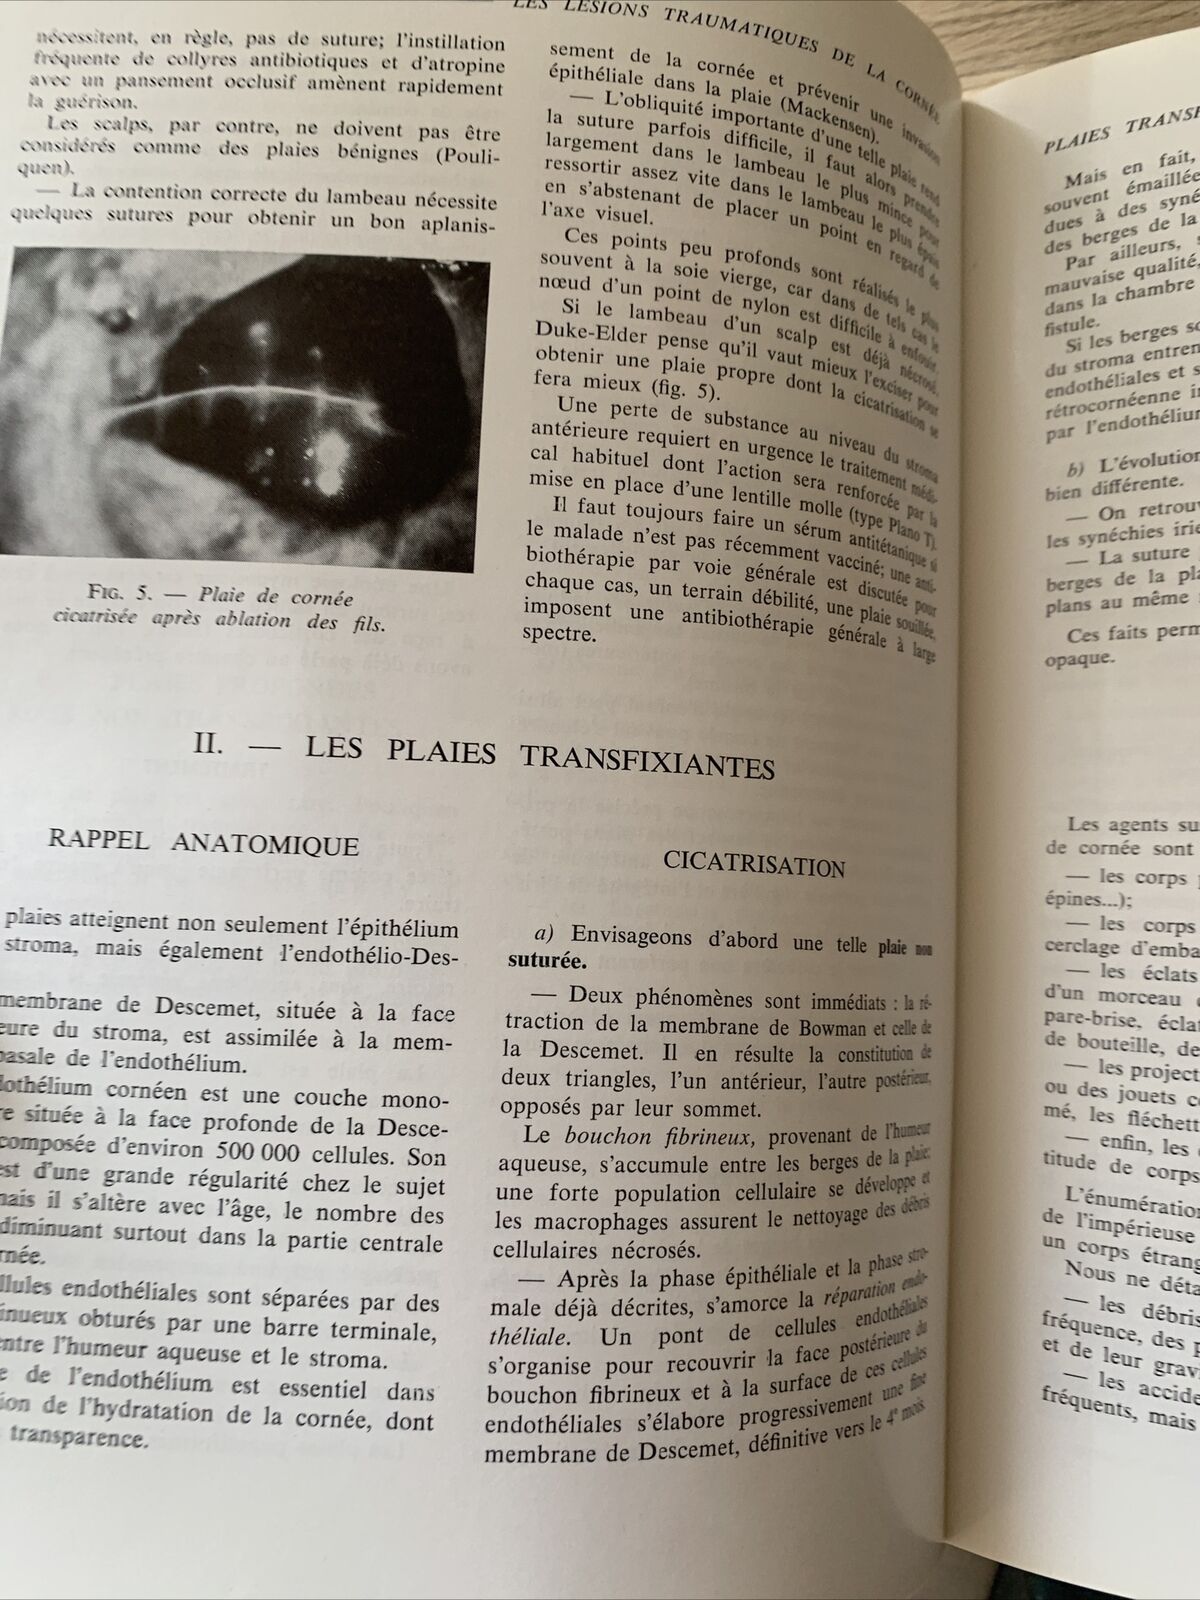 LES LÉSIONS TRAUMATIQUES DE LA CORNÉE
nécessitent, en règle, pas de suture; l'instillation
fréquente de collyres antibiotiques et d'atropine
avec un pansement occlusif amènent rapidement
la guérison.
Les scalps, par contre, ne doivent pas être
considérés comme des plaies bénignes (Pouli-
quen).
— La contention correcte du lambeau nécessite
quelques sutures pour obtenir un bon aplanis-
FIG. 5. — Plaie de cornée
cicatrisée après ablation des fils.
sement de la cornée et prévenir une invasion
épithéliale dans la plaie (Mackensen).
— L'obliquité importante d'une telle plaie rend
la suture parfois difficile, il faut alors prendre
largement dans le lambeau le plus mince pour
ressortir assez vite dans le lambeau le plus épais
en s'abstenant de placer un point en regard de
l'axe visuel.
Ces points peu profonds sont réalisés le plus
souvent à la soie vierge, car dans de tels cas le
nœud d'un point de nylon est difficile à enfouir.
Si le lambeau d'un scalp est déjà nécrosé,
Duke-Elder pense qu'il vaut mieux l'exciser pour
obtenir une plaie propre dont la cicatrisation se
fera mieux (fig. 5).
Une perte de substance au niveau du stroma
antérieure requiert en urgence le traitement médi-
cal habituel dont l'action sera renforcée par la
mise en place d'une lentille molle (type Plano T).
Il faut toujours faire un sérum antitétanique si
le malade n'est pas récemment vacciné; une anti-
biothérapie par voie générale est discutée pour
chaque cas, un terrain débilité, une plaie souillée,
imposent une antibiothérapie générale à large
spectre.
II. — LES PLAIES TRANSFIXIANTES
RAPPEL ANATOMIQUE
plaies atteignent non seulement l'épithélium
stroma, mais également l'endothélio-Des-
membrane de Descemet, située à la face
eure du stroma, est assimilée à la mem-
basale de l'endothélium.
dothélium cornéen est une couche mono-
re située à la face profonde de la Desce-
composée d'environ 500 000 cellules. Son
est d'une grande régularité chez le sujet
mais il s'altère avec l'âge, le nombre des
diminuant surtout dans la partie centrale
rnée.
llules endothéliales sont séparées par des
inueux obturés par une barre terminale,
entre l'humeur aqueuse et le stroma.
e de l'endothélium est essentiel dans
ion de l'hydratation de la cornée, dont
transparence.
CICATRISATION
a) Envisageons d'abord une telle plaie non
suturée.
— Deux phénomènes sont immédiats : la ré-
traction de la membrane de Bowman et celle de
la Descemet. Il en résulte la constitution de
deux triangles, l'un antérieur, l'autre postérieur,
opposés par leur sommet.
Le bouchon fibrineux, provenant de l'humeur
aqueuse, s'accumule entre les berges de la plaie;
une forte population cellulaire se développe et
les macrophages assurent le nettoyage des débris
cellulaires nécrosés.
— Après la phase épithéliale et la phase stro-
male déjà décrites, s'amorce la réparation endo-
théliale. Un pont de cellules endothéliales
s'organise pour recouvrir la face postérieure du
bouchon fibrineux et à la surface de ces cellules
endothéliales s'élabore progressivement une fine
membrane de Descemet, définitive vers le 4e mois.
PLAIES TRANSF
Mais en fait,
souvent émaillée
dues à des syné
des berges de la
Par ailleurs, s
mauvaise qualité,
dans la chambre
fistule.
Si les berges so
du stroma entren
endothéliales et s
rétrocornéenne i
par l'endothéliu
b) L'évolution
bien différente.
— On retrouv
les synéchies irie
— La suture
berges de la pla
plans au même
Ces faits perm
opaque.
Les agents su
de cornée sont
— les corps
épines...);
— les corps
cerclage d'emba
— les éclats
d'un morceau
pare-brise, écla
de bouteille, de
— les project
ou des jouets c
mé, les fléchett
— enfin, les
titude de corps
L'énumération
de l'impérieuse
un corps étrang
Nous ne déta
— les débris
fréquence, des p
et de leur gravi
— les accide
fréquents, mais